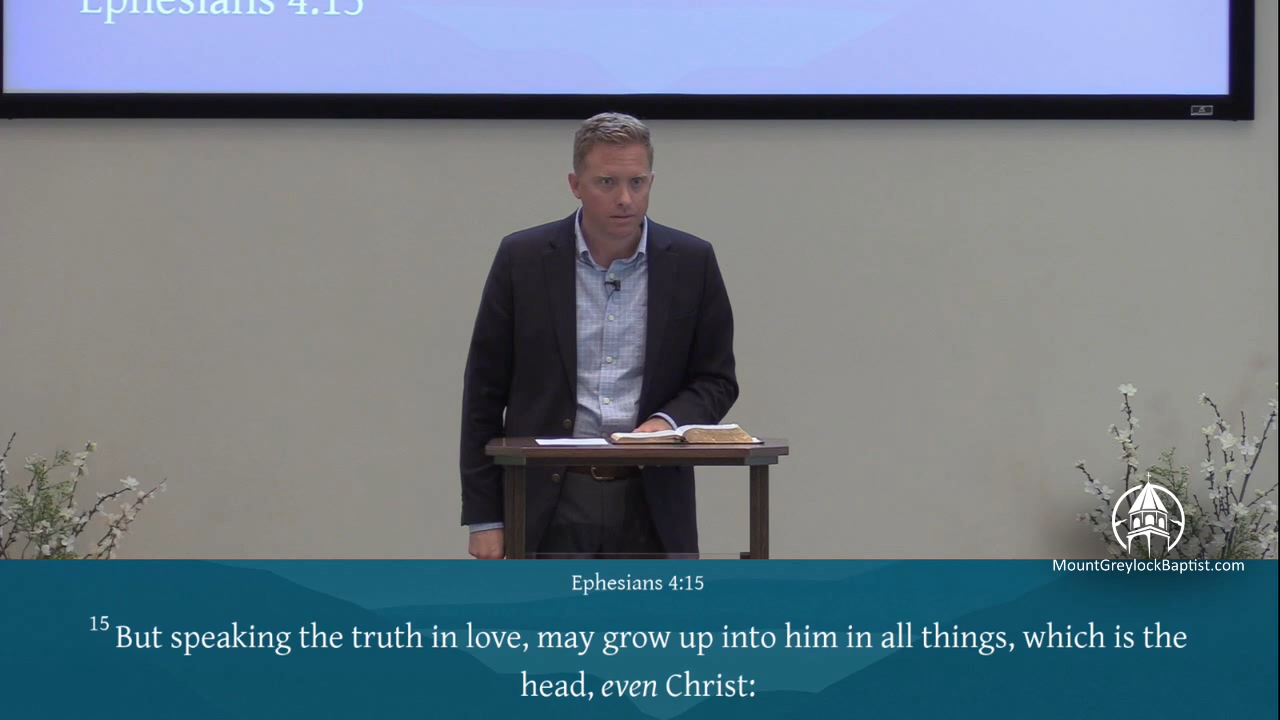 Ephesians 4:15
MountGreylockBaptist.com
Ephesians 4:15
15 But speaking the truth in love, may grow up into him in all things, which is the
head, even Christ: